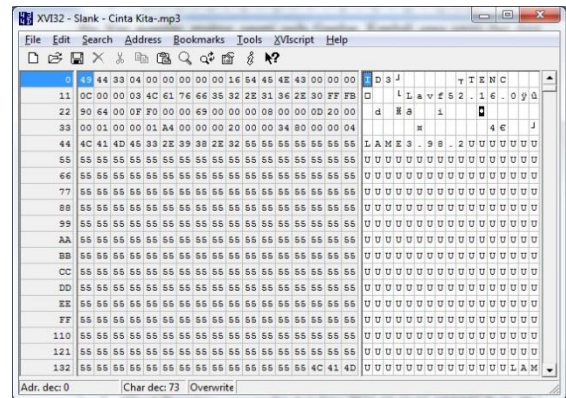 XVI32 - Slank - Cinta Kita-.mp3
File Edit Search Address Bookmarks Tools XVIscript Help
0 49 44 33 04 00 00 00 00 00 16 54 45 4E 43 00 00 00 I D 3 T E N C
11 0C 00 00 03 4C 61 76 66 35 32 2E 31 36 2E 30 FF FB L a v f 5 2 . 1 6 . 0 ÿ û
22 90 64 00 0F F0 00 00 69 00 00 00 08 00 00 0D 20 00 d ð i
33 00 01 00 00 01 A4 00 00 00 20 00 00 34 80 00 00 04 ¤ 4 €
44 4C 41 4D 45 33 2E 39 38 2E 32 55 55 55 55 55 55 55 L A M E 3 . 9 8 . 2 U U U U U U U
55 55 55 55 55 55 55 55 55 55 55 55 55 55 55 55 55 55 U U U U U U U U U U U U U U U U U
66 55 55 55 55 55 55 55 55 55 55 55 55 55 55 55 55 55 U U U U U U U U U U U U U U U U U
77 55 55 55 55 55 55 55 55 55 55 55 55 55 55 55 55 55 U U U U U U U U U U U U U U U U U
88 55 55 55 55 55 55 55 55 55 55 55 55 55 55 55 55 55 U U U U U U U U U U U U U U U U U
99 55 55 55 55 55 55 55 55 55 55 55 55 55 55 55 55 55 U U U U U U U U U U U U U U U U U
AA 55 55 55 55 55 55 55 55 55 55 55 55 55 55 55 55 55 U U U U U U U U U U U U U U U U U
BB 55 55 55 55 55 55 55 55 55 55 55 55 55 55 55 55 55 U U U U U U U U U U U U U U U U U
CC 55 55 55 55 55 55 55 55 55 55 55 55 55 55 55 55 55 U U U U U U U U U U U U U U U U U
DD 55 55 55 55 55 55 55 55 55 55 55 55 55 55 55 55 55 U U U U U U U U U U U U U U U U U
EE 55 55 55 55 55 55 55 55 55 55 55 55 55 55 55 55 55 U U U U U U U U U U U U U U U U U
FF 55 55 55 55 55 55 55 55 55 55 55 55 55 55 55 55 55 U U U U U U U U U U U U U U U U U
110 55 55 55 55 55 55 55 55 55 55 55 55 55 55 55 55 55 U U U U U U U U U U U U U U U U U
121 55 55 55 55 55 55 55 55 55 55 55 55 55 55 55 55 55 U U U U U U U U U U U U U U U U U
132 55 55 55 55 55 55 55 55 55 55 55 55 55 55 4C 41 4D U U U U U U U U U U U U U U L A M
Adr. dec: 0 Char dec: 73 Overwrite